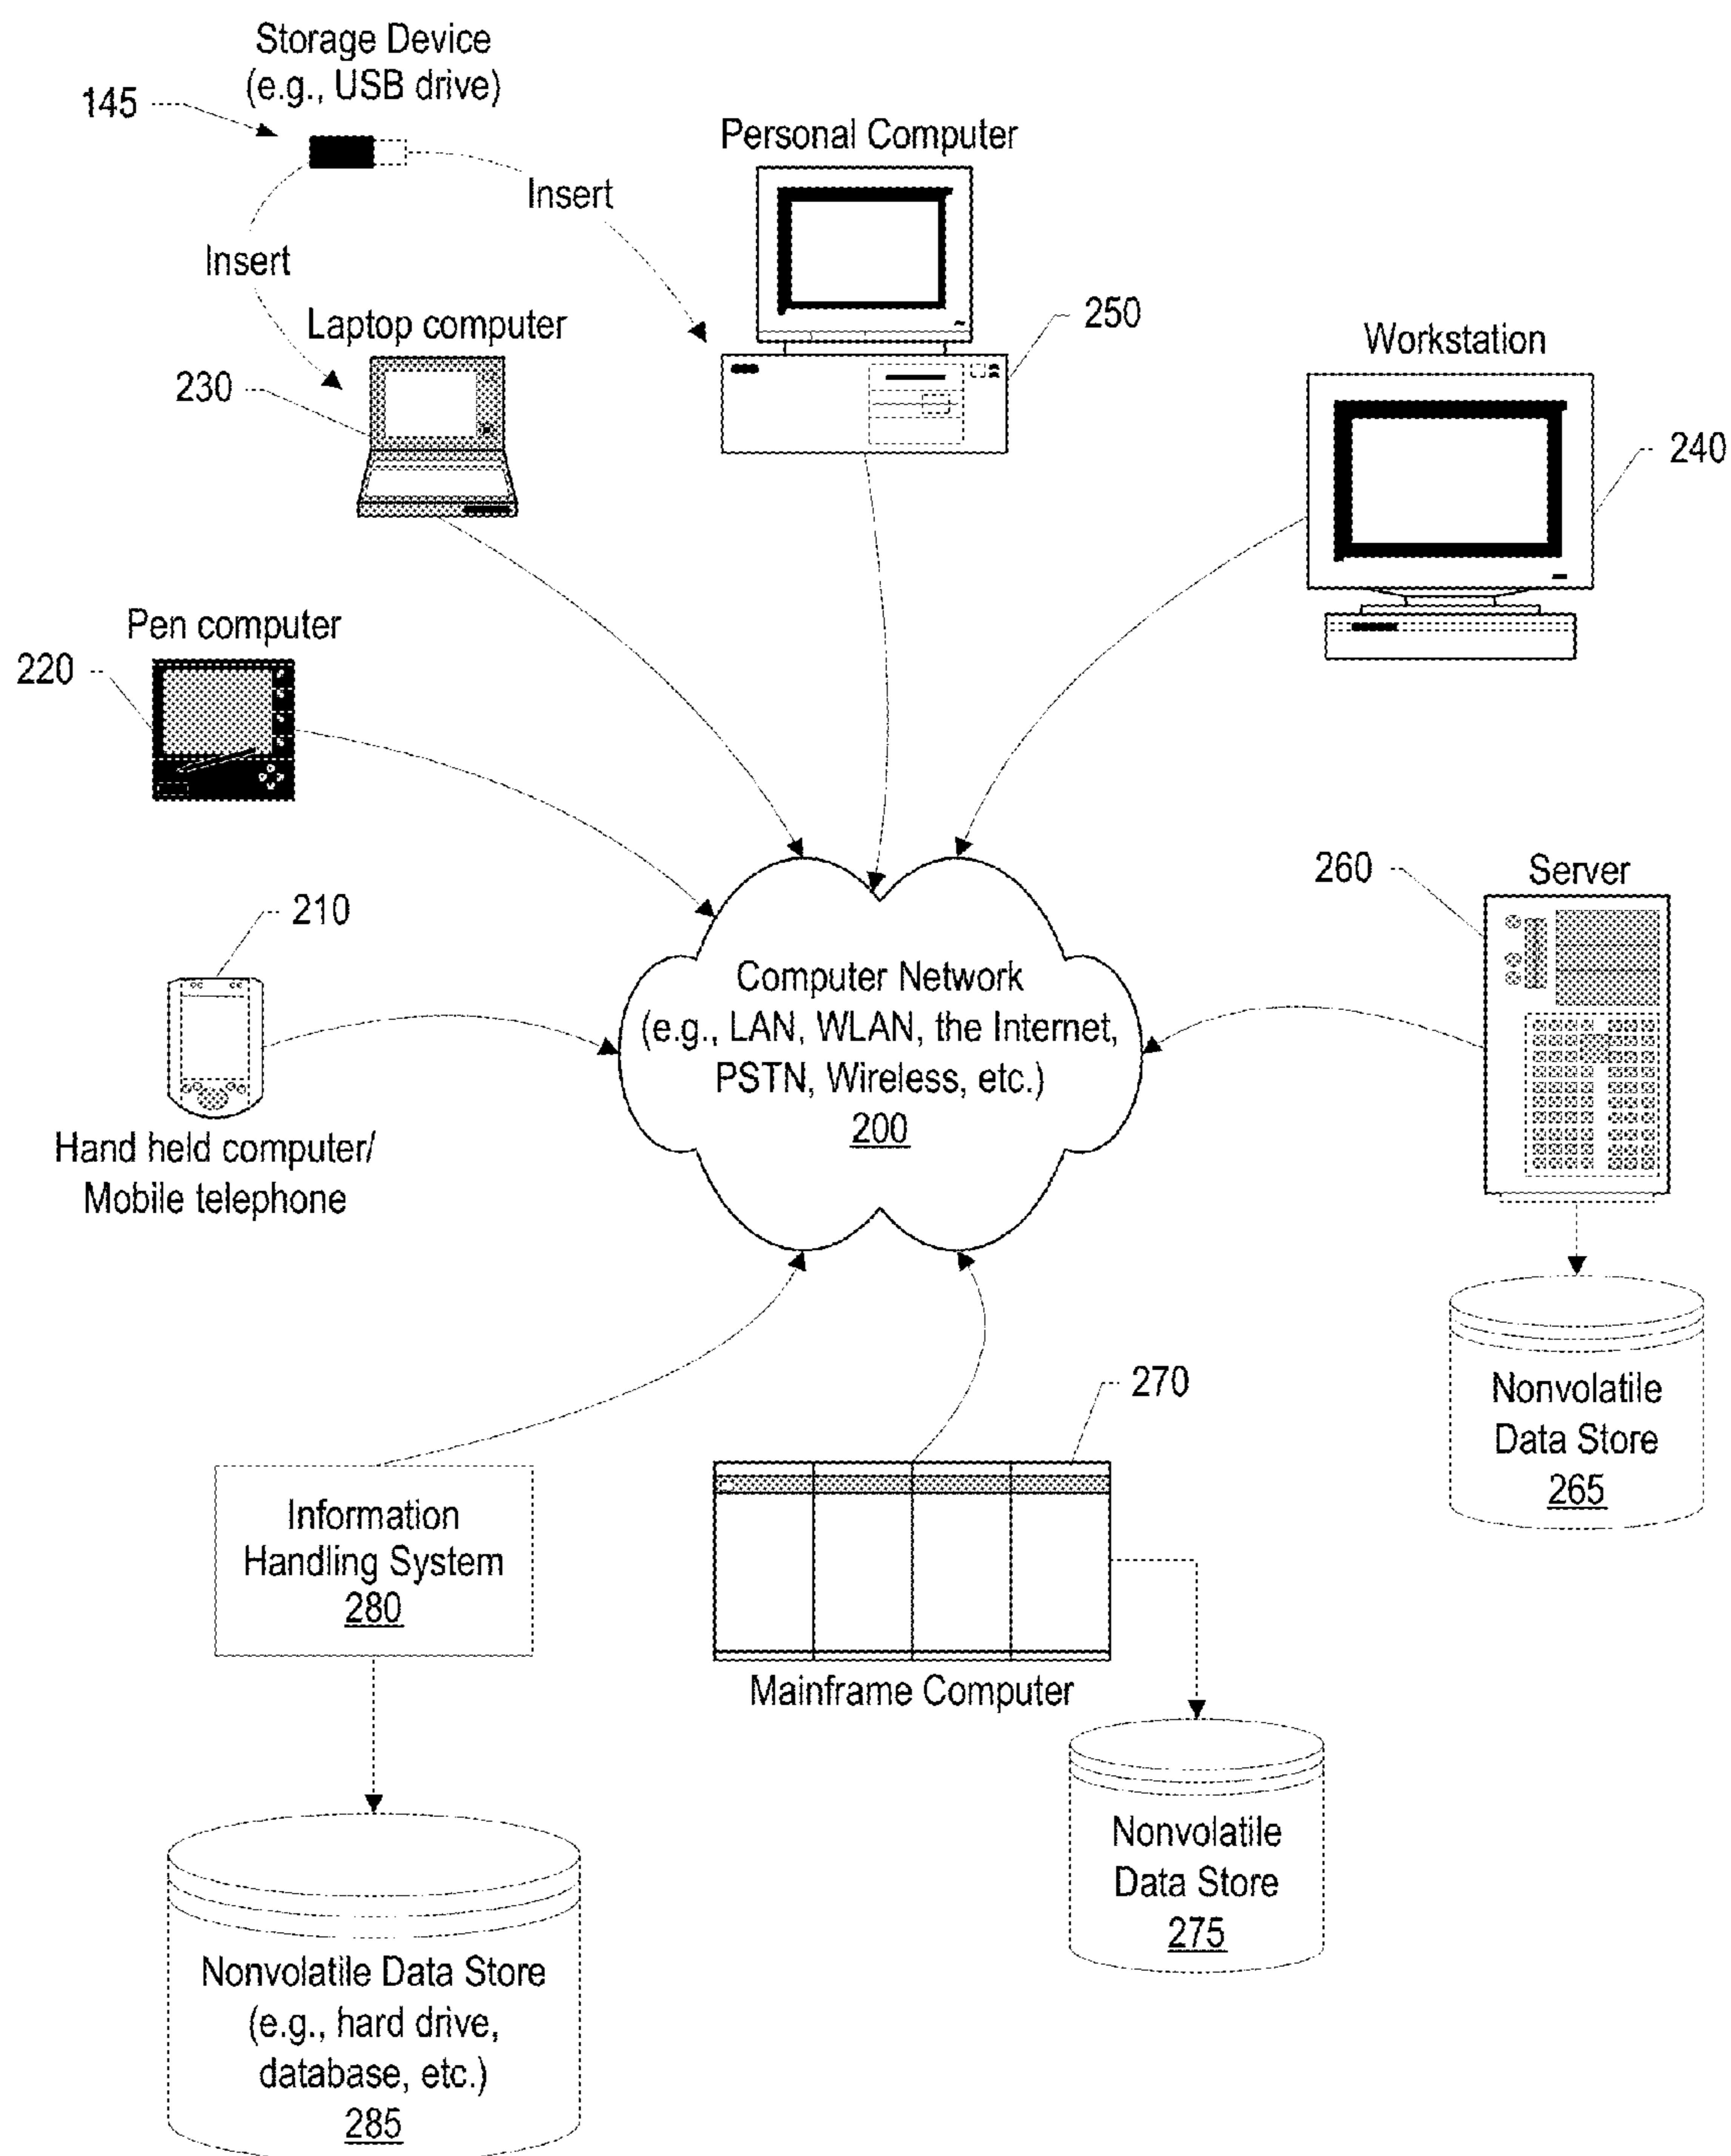 Storage Device
(e.g., USB drive)
145
Insert
Insert
Personal Computer
250
Laptop computer
230
Workstation
240
Pen computer
220
210
Hand held computer/
Mobile telephone
Computer Network
(e.g., LAN, WLAN, the Internet,
PSTN, Wireless, etc.)
200
260
Server
Nonvolatile
Data Store
265
270
Mainframe Computer
Information
Handling System
280
Nonvolatile
Data Store
275
Nonvolatile Data Store
(e.g., hard drive,
database, etc.)
285